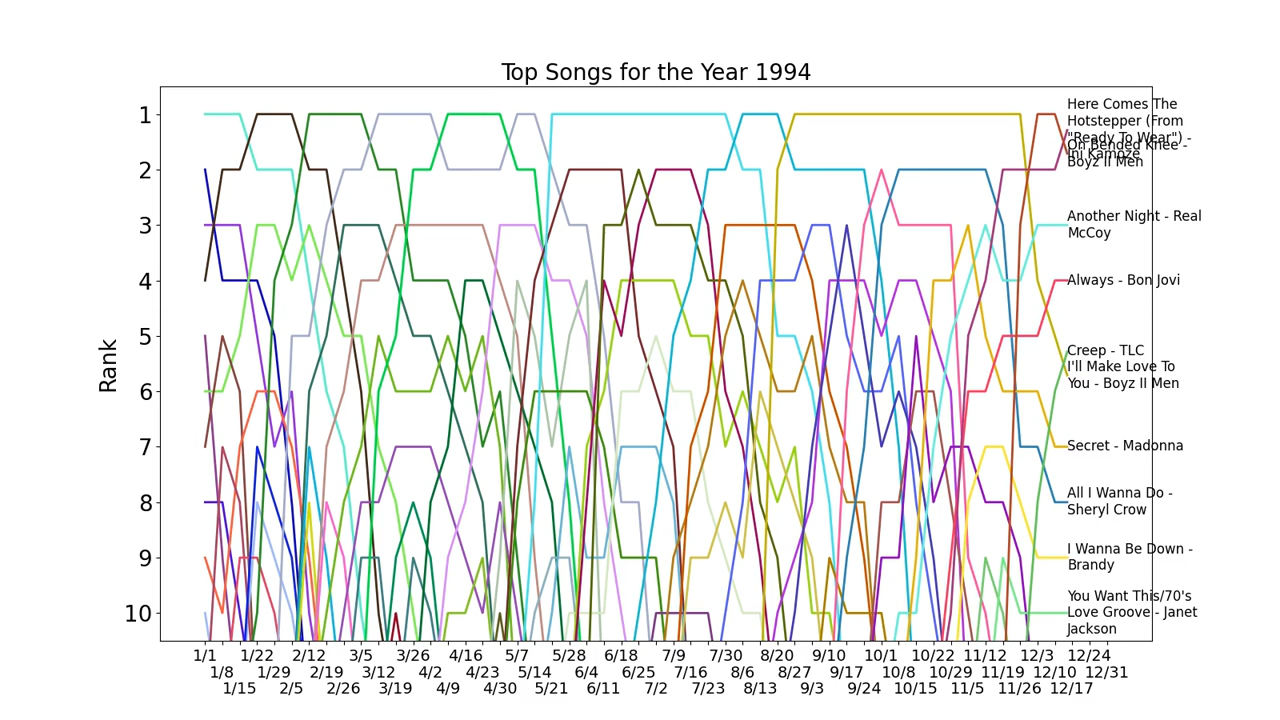 Top Songs for the Year 1994
Rank
1
2
3
4
5
6
7
8
9
10
Here Comes The
Hotstepper (From
"Ready To Wear") -
Ini Kamoze
On Bended Knee -
Boyz II Men
Another Night - Real
McCoy
Always - Bon Jovi
Creep - TLC
I'll Make Love To
You - Boyz II Men
Secret - Madonna
All I Wanna Do -
Sheryl Crow
I Wanna Be Down -
Brandy
You Want This/70's
Love Groove - Janet
Jackson
1/1 1/22 2/12 3/5 3/26 4/16 5/7 5/28 6/18 7/9 7/30 8/20 9/10 10/1 10/22 11/12 12/3 12/24
1/8 1/29 2/19 3/12 4/2 4/23 5/14 6/4 6/25 7/16 8/6 8/27 9/17 10/8 10/29 11/19 12/10 12/31
1/15 2/5 2/26 3/19 4/9 4/30 5/21 6/11 7/2 7/23 8/13 9/3 9/24 10/15 11/5 11/26 12/17